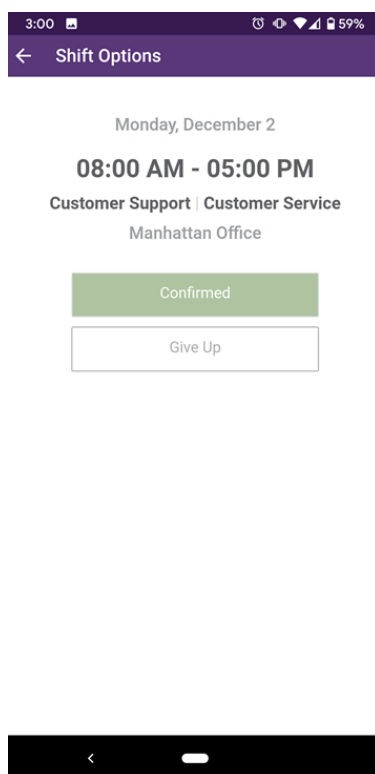 3:00 59%
Shift Options
Monday, December 2
08:00 AM - 05:00 PM
Customer Support | Customer Service
Manhattan Office
Confirmed
Give Up